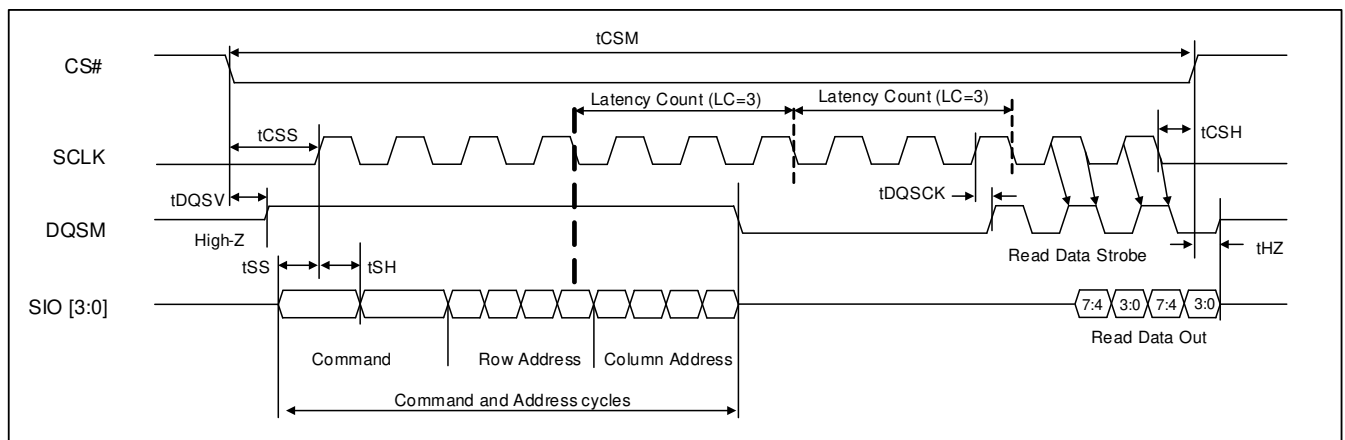 tCSM
CS#
Latency Count (LC=3)
Latency Count (LC=3)
tCSS
tCSH
SCLK
tDQSV
tDQSCK
DQSM
High-Z
Read Data Strobe
tHZ
tSS
tSH
SIO [3:0]
7:4
3:0
7:4
3:0
Read Data Out
Command
Row Address
Column Address
Command and Address cycles